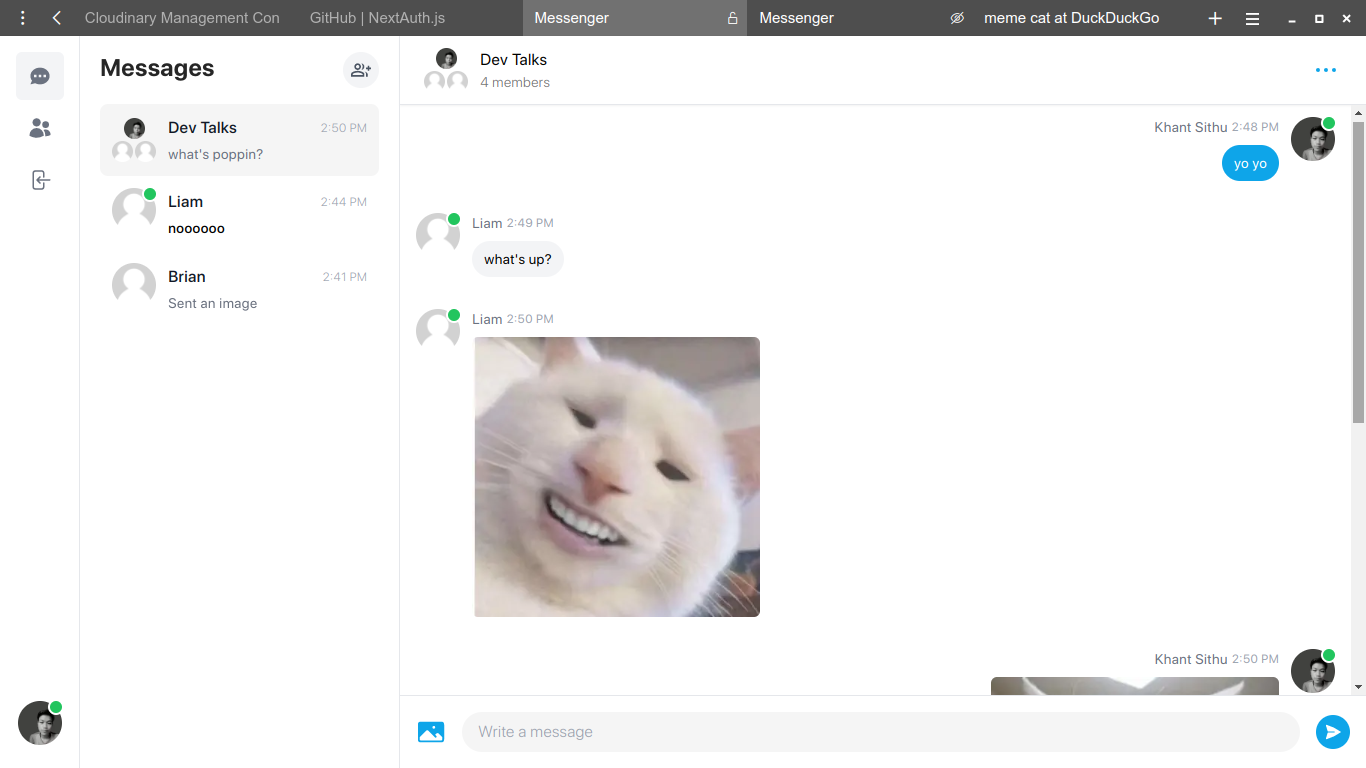 Cloudinary Management Con
GitHub | NextAuth.js
Messenger
Messenger
meme cat at DuckDuckGo
Messages
Dev Talks 2:50 PM
what's poppin?
Liam 2:44 PM
noooooo
Brian 2:41 PM
Sent an image
Dev Talks
4 members
Khant Sithu 2:48 PM
yo yo
Liam 2:49 PM
what's up?
Liam 2:50 PM
Khant Sithu 2:50 PM
Write a message